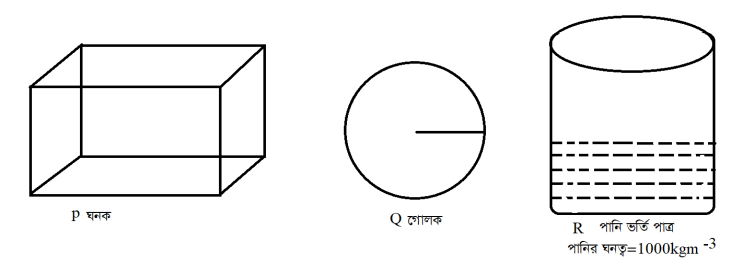 p ঘনক
Q গোলক
R পানি ভর্তি পাত্র
পানির ঘনত্ব=1000kgm -3